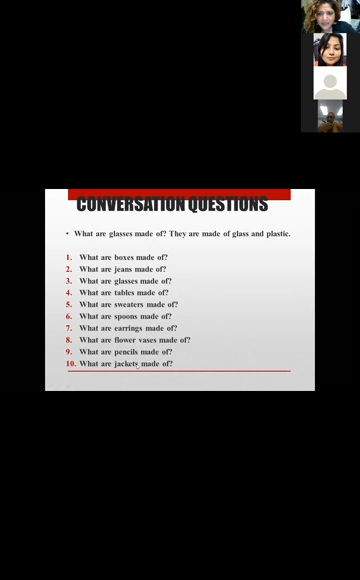 CONVERSATION QUESTIONS
• What are glasses made of? They are made of glass and plastic.
1. What are boxes made of?
2. What are jeans made of?
3. What are glasses made of?
4. What are tables made of?
5. What are sweaters made of?
6. What are spoons made of?
7. What are earrings made of?
8. What are flower vases made of?
9. What are pencils made of?
10. What are jackets made of?